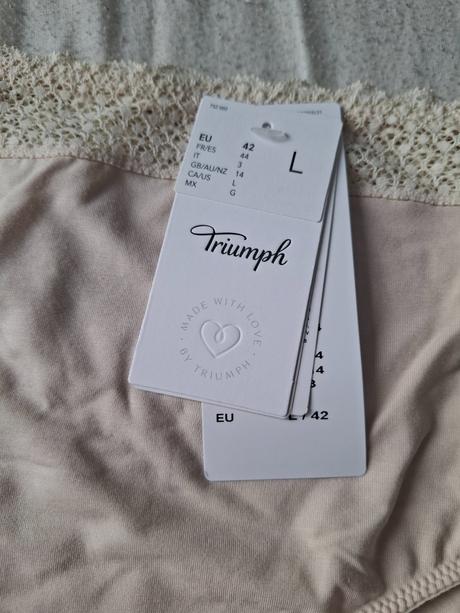 EU 42
FR/ES 44
IT 3
GB/AU/NZ 14
CA/US L
MX G
L
Triumph
MADE WITH LOVE
BY TRIUMPH
EU L / 42